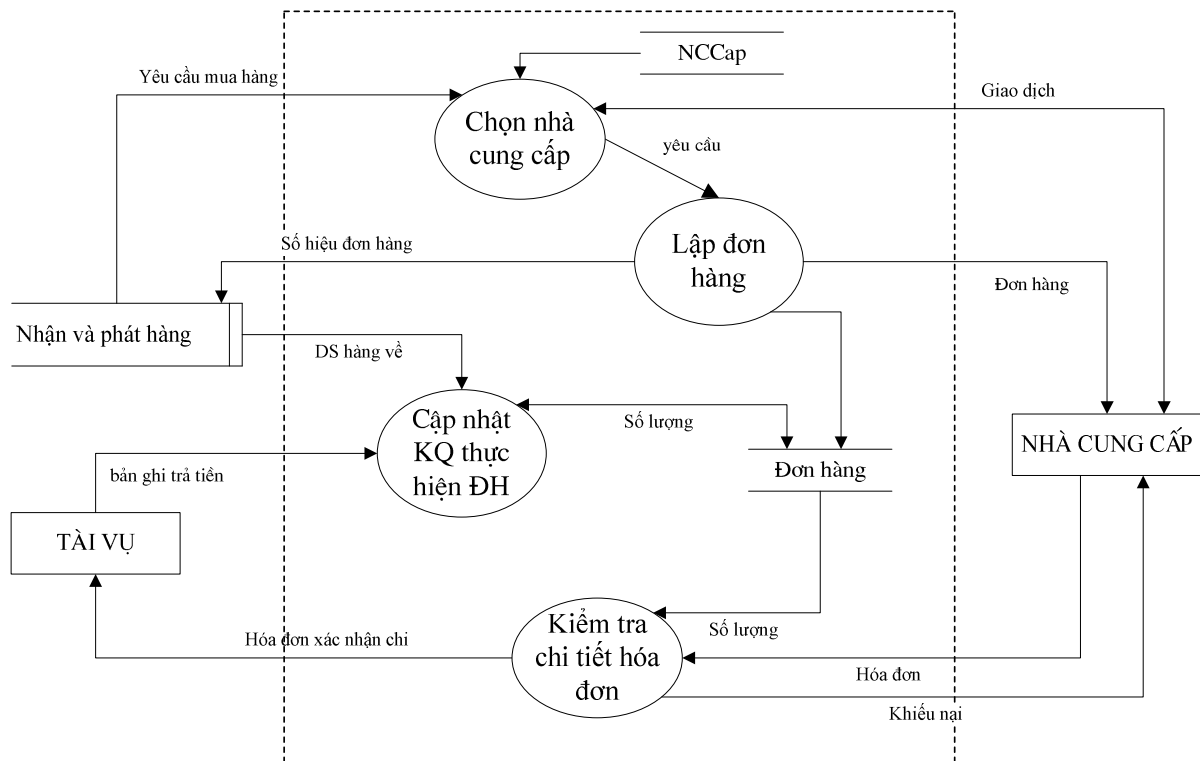 NCCap
Yêu cầu mua hàng
Giao dịch
Chọn nhà
cung cấp
yêu cầu
Số hiệu đơn hàng
Lập đơn
hàng
Đơn hàng
Nhận và phát hàng
DS hàng về
Cập nhật
KQ thực
hiện ĐH
Số lượng
NHÀ CUNG CẤP
Đơn hàng
bản ghi trả tiền
TÀI VỤ
Kiểm tra
chi tiết hóa
đơn
Số lượng
Hóa đơn xác nhận chi
Hóa đơn
Khiếu nại